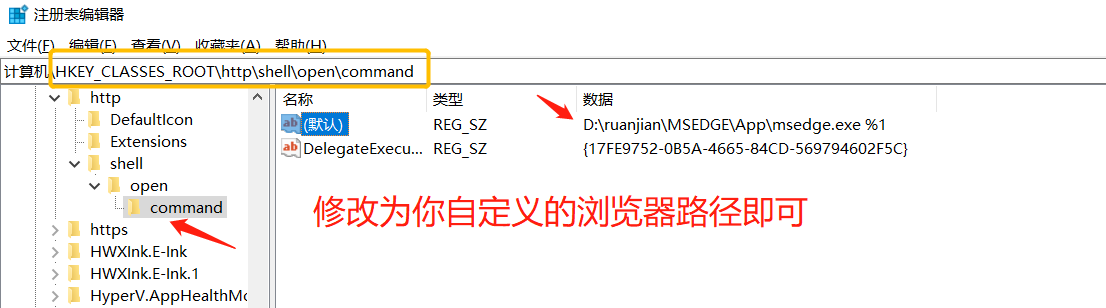 注册表编辑器
文件(F) 编辑(E) 查看(V) 收藏夹(A) 帮助(H)
计算机\HKEY_CLASSES_ROOT\http\shell\open\command
http
DefaultIcon
Extensions
shell
open
command
https
HWXInk.E-Ink
HWXInk.E-Ink.1
HyperV.AppHealthMo
名称 类型 数据
ab (默认) REG_SZ D:\ruanjian\MSEDGE\App\msedge.exe %1
ab DelegateExecu... REG_SZ {17FE9752-0B5A-4665-84CD-569794602F5C}
修改为你自定义的浏览器路径即可